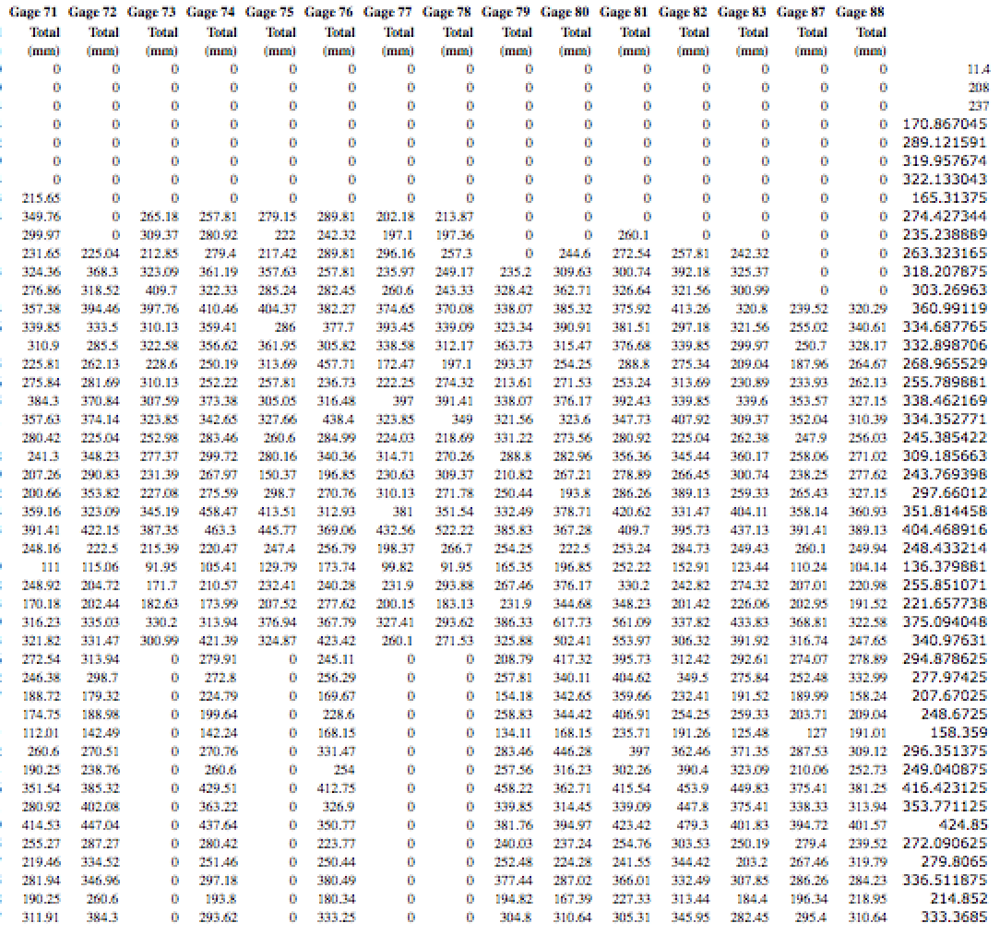 Gage 71 Gage 72 Gage 73 Gage 74 Gage 75 Gage 76 Gage 77 Gage 78 Gage 79 Gage 80 Gage 81 Gage 82 Gage 83 Gage 87 Gage 88
Total Total Total Total Total Total Total Total Total Total Total Total Total Total Total
(mm) (mm) (mm) (mm) (mm) (mm) (mm) (mm) (mm) (mm) (mm) (mm) (mm) (mm) (mm)
0 0 0 0 0 0 0 0 0 0 0 0 0 0 0 11.4
0 0 0 0 0 0 0 0 0 0 0 0 0 0 0 208
0 0 0 0 0 0 0 0 0 0 0 0 0 0 0 237
0 0 0 0 0 0 0 0 0 0 0 0 0 0 0 170.867045
0 0 0 0 0 0 0 0 0 0 0 0 0 0 0 289.121591
0 0 0 0 0 0 0 0 0 0 0 0 0 0 0 319.957674
0 0 0 0 0 0 0 0 0 0 0 0 0 0 0 322.133043
215.65 0 0 0 0 0 0 0 0 0 0 0 0 0 0 165.31375
349.76 0 265.18 257.81 279.15 289.81 202.18 213.87 0 0 0 0 0 0 0 274.427344
299.97 0 309.37 280.92 222 242.32 197.1 197.36 0 0 260.1 0 0 0 0 235.238889
231.65 225.04 212.85 279.4 217.42 289.81 296.16 257.3 0 244.6 272.54 257.81 242.32 0 0 263.323165
324.36 368.3 323.09 361.19 357.63 257.81 235.97 249.17 235.2 309.63 300.74 392.18 325.37 0 0 318.207875
276.86 318.52 409.7 322.33 285.24 282.45 260.6 243.33 328.42 362.71 326.64 321.56 300.99 0 0 303.26963
357.38 394.46 397.76 410.46 404.37 382.27 374.65 370.08 338.07 385.32 375.92 413.26 320.8 239.52 320.29 360.99119
339.85 333.5 310.13 359.41 286 377.7 393.45 339.09 323.34 390.91 381.51 297.18 321.56 255.02 340.61 334.687765
310.9 285.5 322.58 356.62 361.95 305.82 338.58 312.17 363.73 315.47 376.68 339.85 299.97 250.7 328.17 332.898706
225.81 262.13 228.6 250.19 313.69 457.71 172.47 197.1 293.37 254.25 288.8 275.34 209.04 187.96 264.67 268.965529
275.84 281.69 310.13 252.22 257.81 236.73 222.25 274.32 213.61 271.53 253.24 313.69 230.89 233.93 262.13 255.789881
384.3 370.84 307.59 373.38 305.05 316.48 397 391.41 338.07 376.17 392.43 339.85 339.6 353.57 327.15 338.462169
357.63 374.14 323.85 342.65 327.66 438.4 323.85 349 321.56 323.6 347.73 407.92 309.37 352.04 310.39 334.352771
280.42 225.04 252.98 283.46 260.6 284.99 224.03 218.69 331.22 273.56 280.92 225.04 262.38 247.9 256.03 245.385422
241.3 348.23 277.37 299.72 280.16 340.36 314.71 270.26 288.8 282.96 356.36 345.44 360.17 258.06 271.02 309.185663
207.26 290.83 231.39 267.97 150.37 196.85 230.63 309.37 210.82 267.21 278.89 266.45 300.74 238.25 277.62 243.769398
200.66 353.82 227.08 275.59 298.7 270.76 310.13 271.78 250.44 193.8 286.26 389.13 259.33 265.43 327.15 297.66012
359.16 323.09 345.19 458.47 413.51 312.93 381 351.54 332.49 378.71 420.62 331.47 404.11 358.14 360.93 351.814458
391.41 422.15 387.35 463.3 445.77 369.06 432.56 522.22 385.83 367.28 409.7 395.73 437.13 391.41 389.13 404.468916
248.16 222.5 215.39 220.47 247.4 256.79 198.37 266.7 254.25 222.5 253.24 284.73 249.43 260.1 249.94 248.433214
111 115.06 91.95 105.41 129.79 173.74 99.82 91.95 165.35 196.85 252.22 152.91 123.44 110.24 104.14 136.379881
248.92 204.72 171.7 210.57 232.41 240.28 231.9 293.88 267.46 376.17 330.2 242.82 274.32 207.01 220.98 255.851071
170.18 202.44 182.63 173.99 207.52 277.62 200.15 183.13 231.9 344.68 348.23 201.42 226.06 202.95 191.52 221.657738
316.23 335.03 330.2 313.94 376.94 367.79 327.41 293.62 386.33 617.73 561.09 337.82 433.83 368.81 322.58 375.094048
321.82 331.47 300.99 421.39 324.87 423.42 260.1 271.53 325.88 502.41 553.97 306.32 391.92 316.74 247.65 340.97631
272.54 313.94 0 279.91 0 245.11 0 0 208.79 417.32 395.73 312.42 292.61 274.07 278.89 294.878625
246.38 298.7 0 272.8 0 256.29 0 0 257.81 340.11 404.62 349.5 275.84 252.48 332.99 277.97425
188.72 179.32 0 224.79 0 169.67 0 0 154.18 342.65 359.66 232.41 191.52 189.99 158.24 207.67025
174.75 188.98 0 199.64 0 228.6 0 0 258.83 344.42 406.91 254.25 259.33 203.71 209.04 248.6725
112.01 142.49 0 142.24 0 168.15 0 0 134.11 168.15 235.71 191.26 125.48 127 191.01 158.359
260.6 270.51 0 270.76 0 331.47 0 0 283.46 446.28 397 362.46 371.35 287.53 309.12 296.351375
190.25 238.76 0 260.6 0 254 0 0 257.56 316.23 302.26 390.4 323.09 210.06 252.73 249.040875
351.54 385.32 0 429.51 0 412.75 0 0 458.22 362.71 415.54 453.9 449.83 375.41 381.25 416.423125
280.92 402.08 0 363.22 0 326.9 0 0 339.85 314.45 339.09 447.8 375.41 338.33 313.94 353.771125
414.53 447.04 0 437.64 0 350.77 0 0 381.76 394.97 423.42 479.3 401.83 394.72 401.57 424.85
255.27 287.27 0 280.42 0 223.77 0 0 240.03 237.24 254.76 303.53 250.19 279.4 239.52 272.090625
219.46 334.52 0 251.46 0 250.44 0 0 252.48 224.28 241.55 344.42 203.2 267.46 319.79 279.8065
281.94 346.96 0 297.18 0 380.49 0 0 377.44 287.02 366.01 332.49 307.85 286.26 284.23 336.511875
190.25 260.6 0 193.8 0 180.34 0 0 194.82 167.39 227.33 313.44 184.4 196.34 218.95 214.852
311.91 384.3 0 293.62 0 333.25 0 0 304.8 310.64 305.31 345.95 282.45 295.4 310.64 333.3685